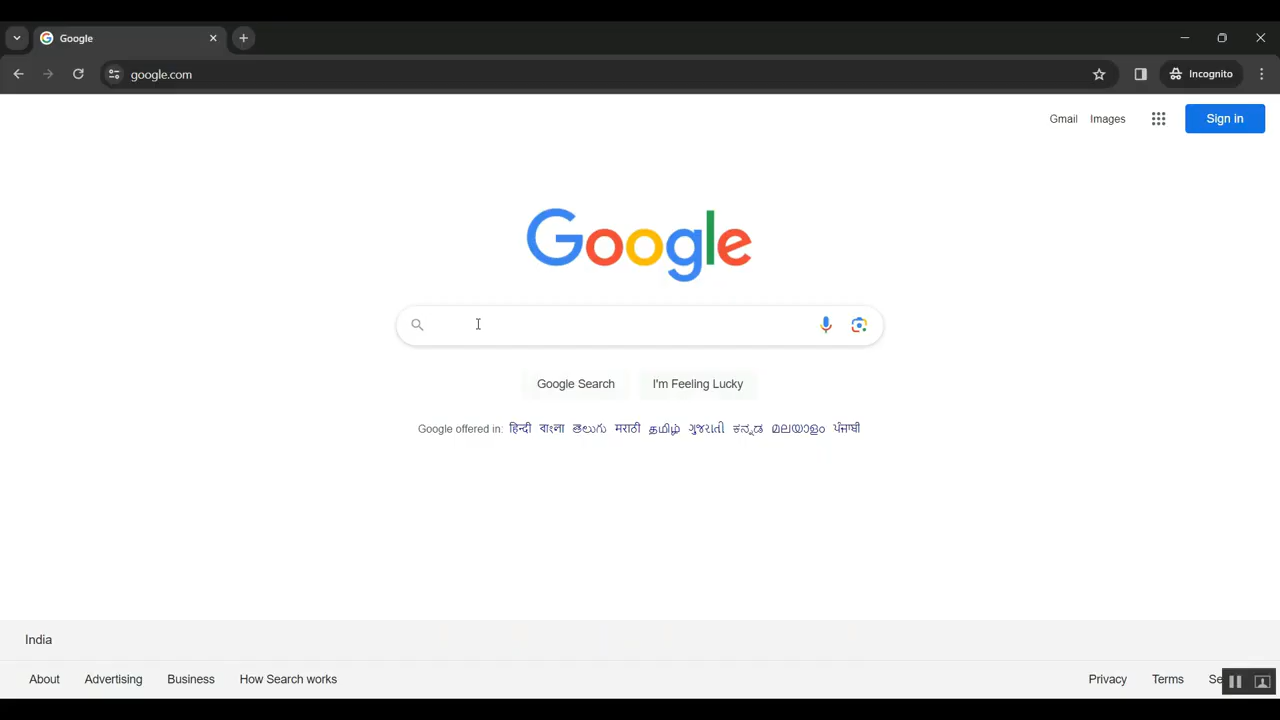 Google
google.com
Incognito
Gmail Images Sign in
Google
Google Search I'm Feeling Lucky
Google offered in: हिन्दी বাংলা తెలుగు मराठी தமிழ் ગુજરાતી ಕನ್ನಡ മലയാളം ਪੰਜਾਬੀ
India
About Advertising Business How Search works Privacy Terms Se